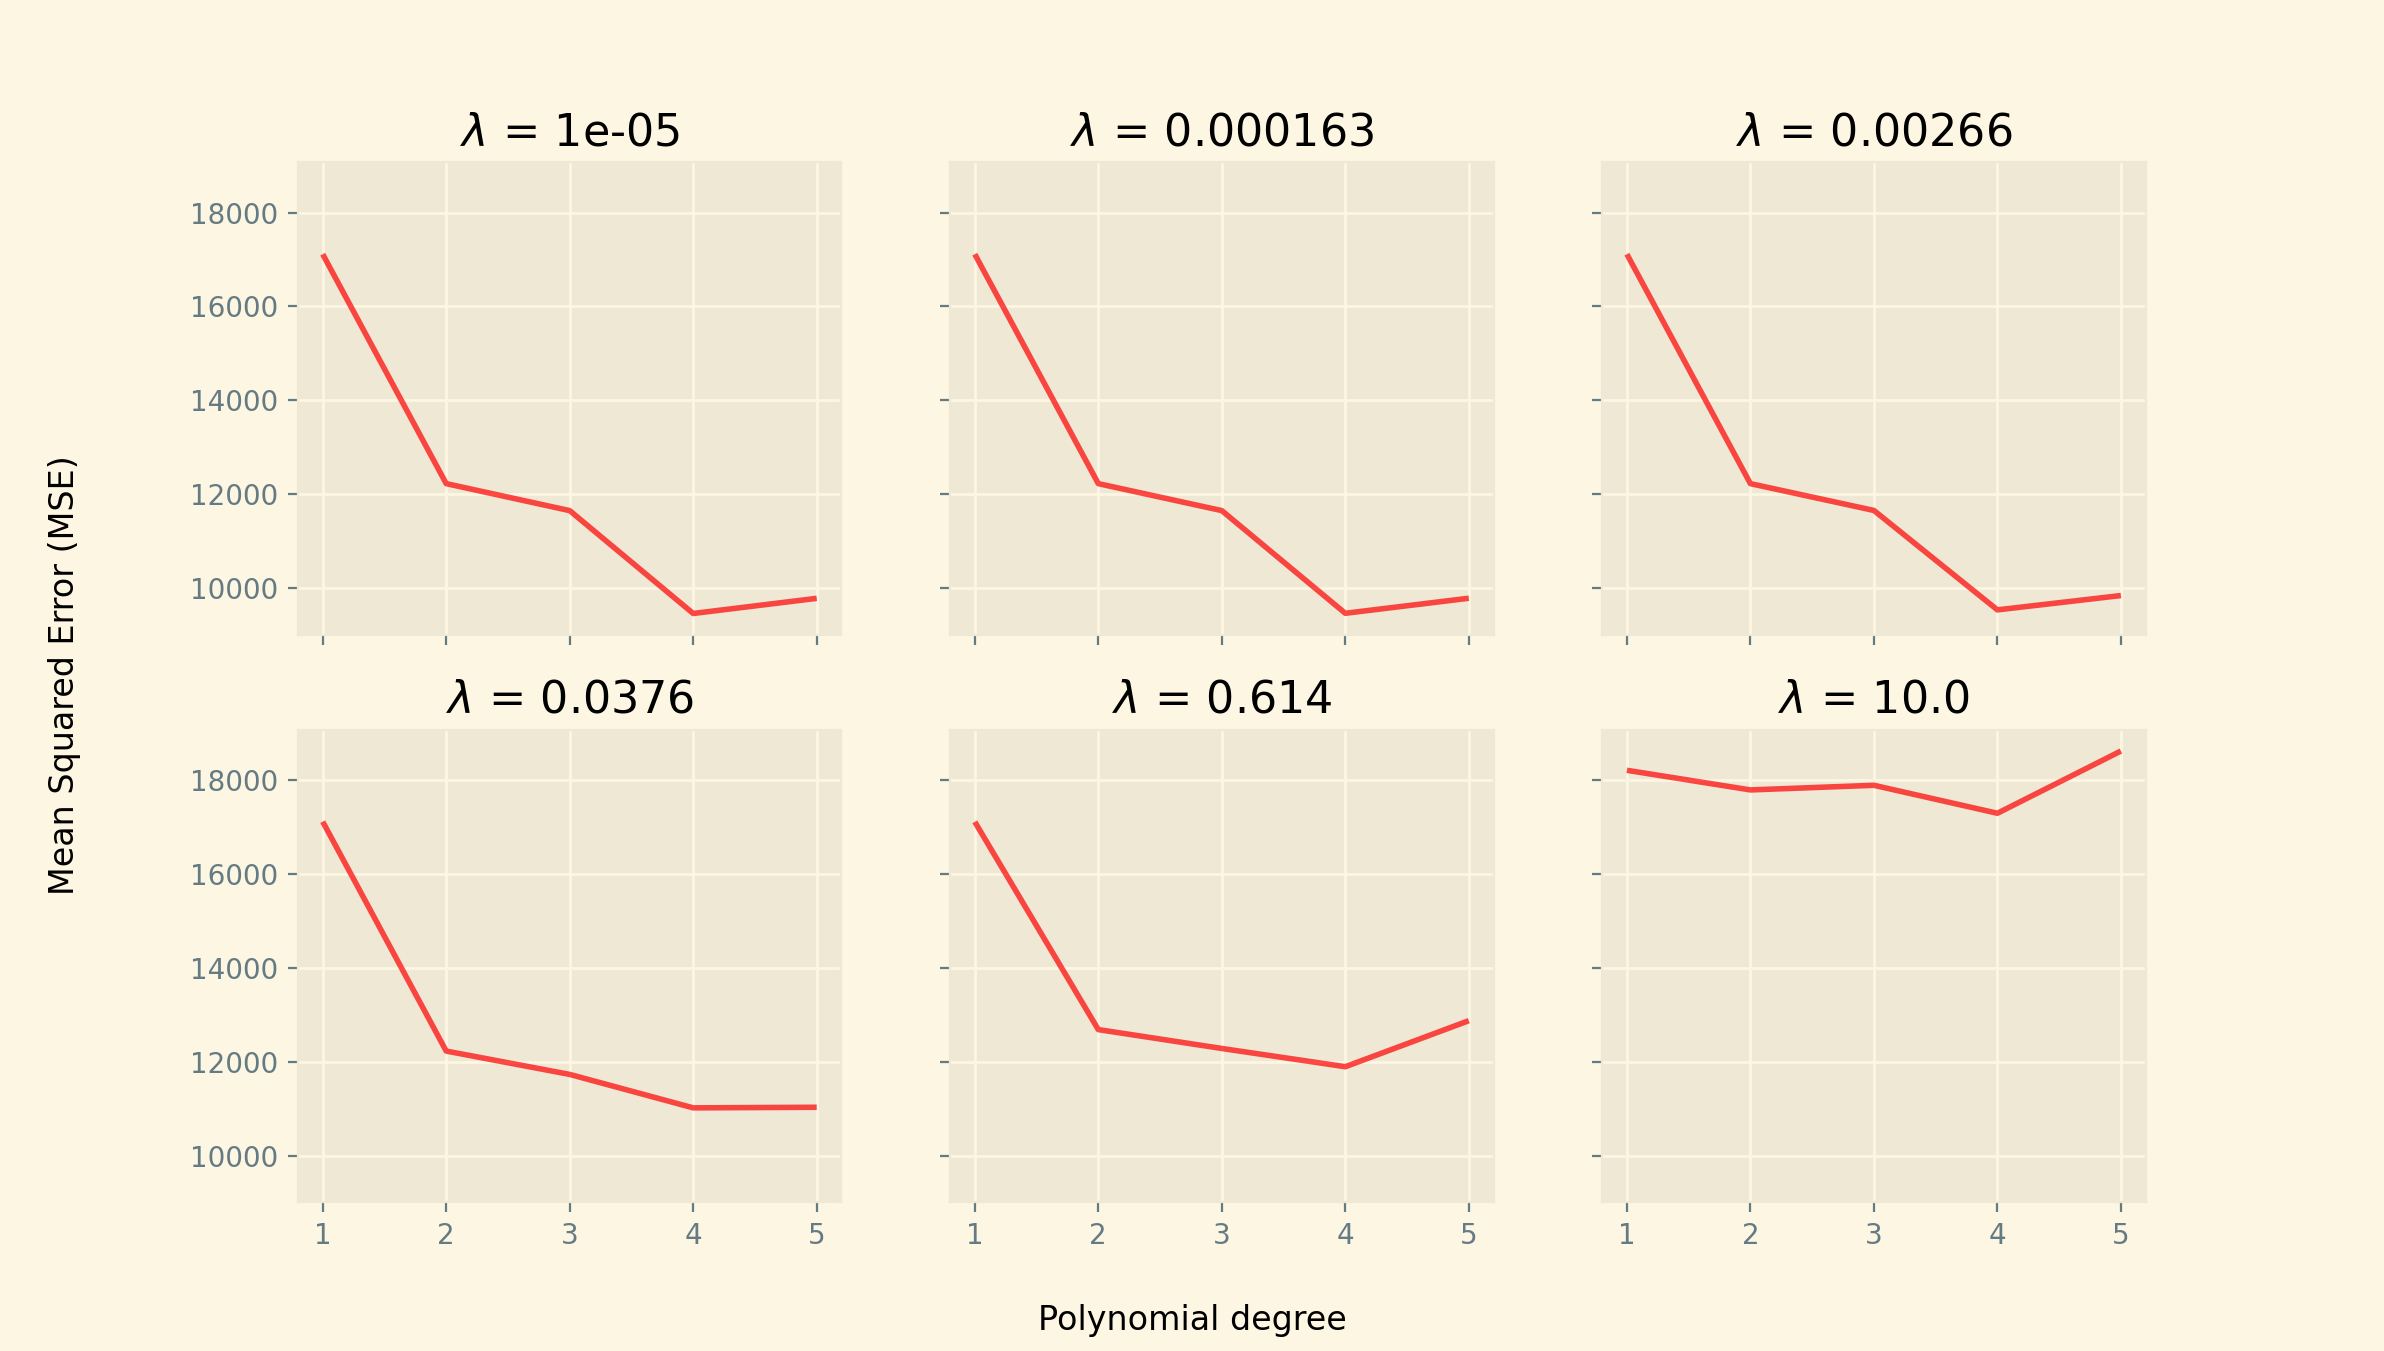 λ = 1e-05
λ = 0.000163
λ = 0.00266
18000
16000
14000
12000
10000
Mean Squared Error (MSE)
λ = 0.0376
λ = 0.614
λ = 10.0
18000
16000
14000
12000
10000
1 2 3 4 5
1 2 3 4 5
1 2 3 4 5
Polynomial degree